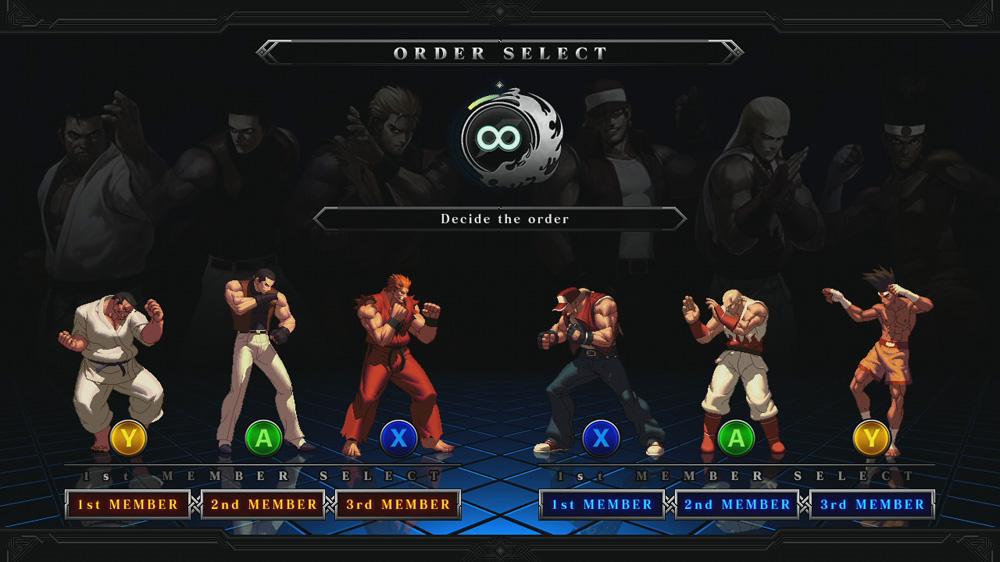 ORDER SELECT
∞
Decide the order
Y A X X A Y
1st MEMBER SELECT 1st MEMBER SELECT
1st MEMBER 2nd MEMBER 3rd MEMBER 1st MEMBER 2nd MEMBER 3rd MEMBER